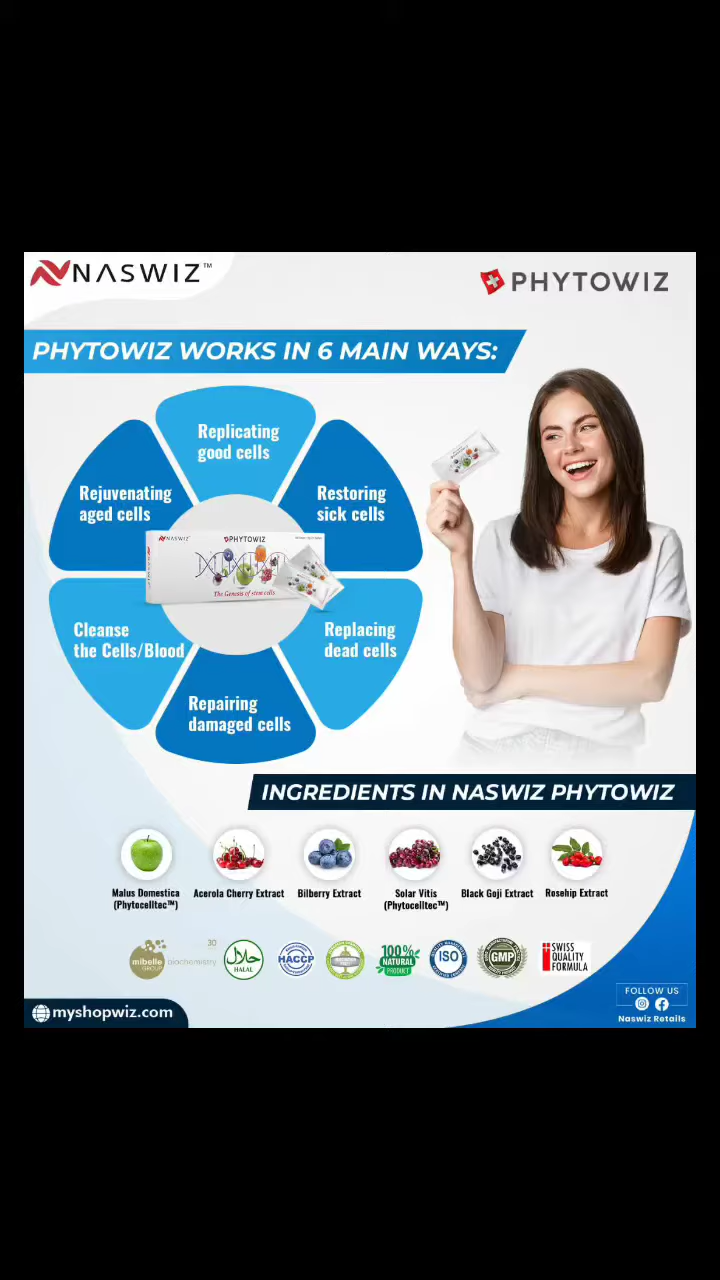 NASWIZ™
PHYTOWIZ
PHYTOWIZ WORKS IN 6 MAIN WAYS:
Replicating
good cells
Rejuvenating
aged cells
Restoring
sick cells
NASWIZ
PHYTOWIZ
The Genesis of stem cells
Cleanse
the Cells/Blood
Replacing
dead cells
Repairing
damaged cells
INGREDIENTS IN NASWIZ PHYTOWIZ
Malus Domestica
(Phytocelltec™)
Acerola Cherry Extract
Bilberry Extract
Solar Vitis
(Phytocelltec™)
Black Goji Extract
Rosehip Extract
mibelle
GROUP
30
biochemistry
حلال
HALAL
HACCP
100%
NATURAL
PRODUCT
ISO
GMP
SWISS
QUALITY
FORMULA
myshopwiz.com
FOLLOW US
Naswiz Retails